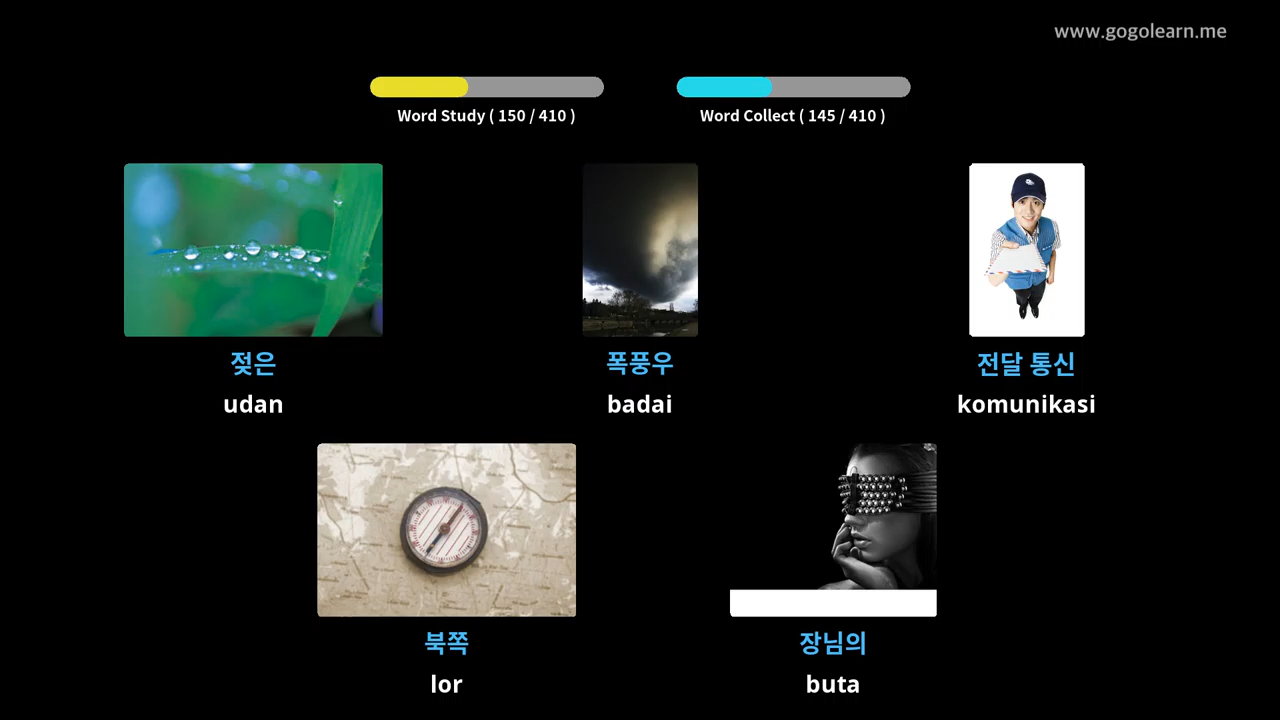 www.gogolearn.me
Word Study ( 150 / 410 )
Word Collect ( 145 / 410 )
젖은
udan
폭풍우
badai
전달 통신
komunikasi
북쪽
lor
장님의
buta